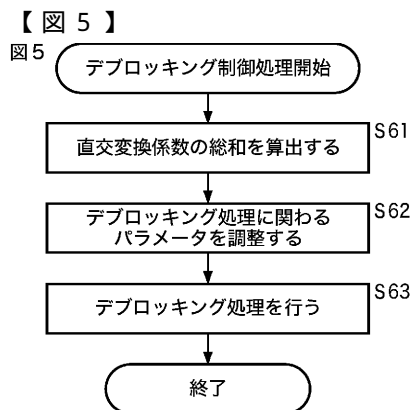 【図5】
図5
デブロッキング制御処理開始
S61
直交変換係数の総和を算出する
S62
デブロッキング処理に関わる
パラメータを調整する
S63
デブロッキング処理を行う
終了